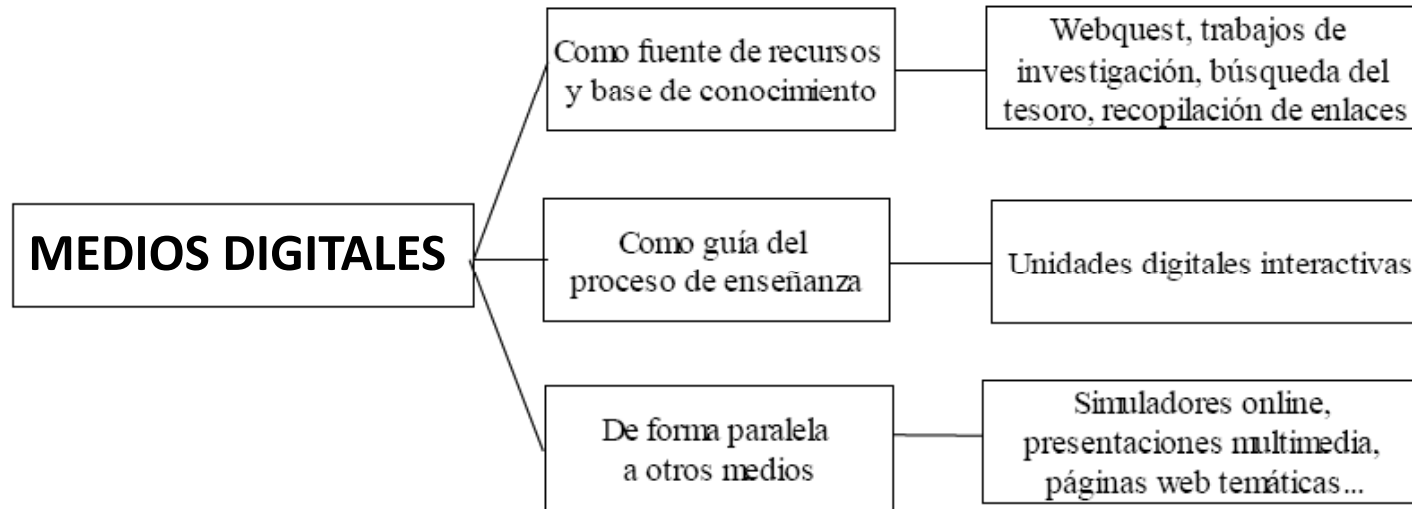 MEDIOS DIGITALES
Como fuente de recursos
y base de conocimiento
Webquest, trabajos de
investigación, búsqueda del
tesoro, recopilación de enlaces
Como guía del
proceso de enseñanza
Unidades digitales interactivas
De forma paralela
a otros medios
Simuladores online,
presentaciones multimedia,
páginas web temáticas...